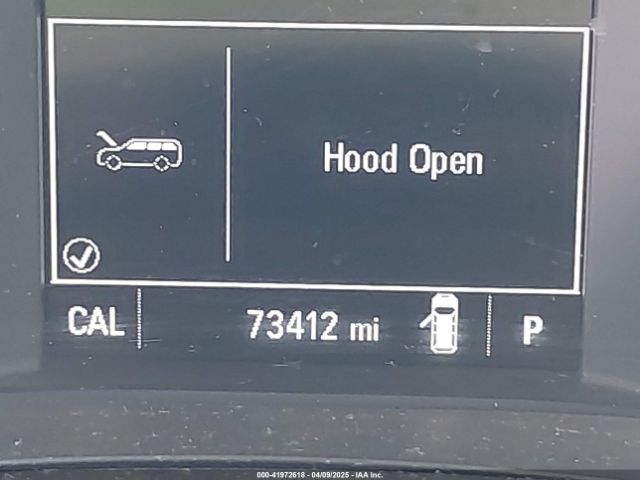 Hood Open
CAL 73412 mi P
000-41972618 - 04/09/2025 - IAA Inc.